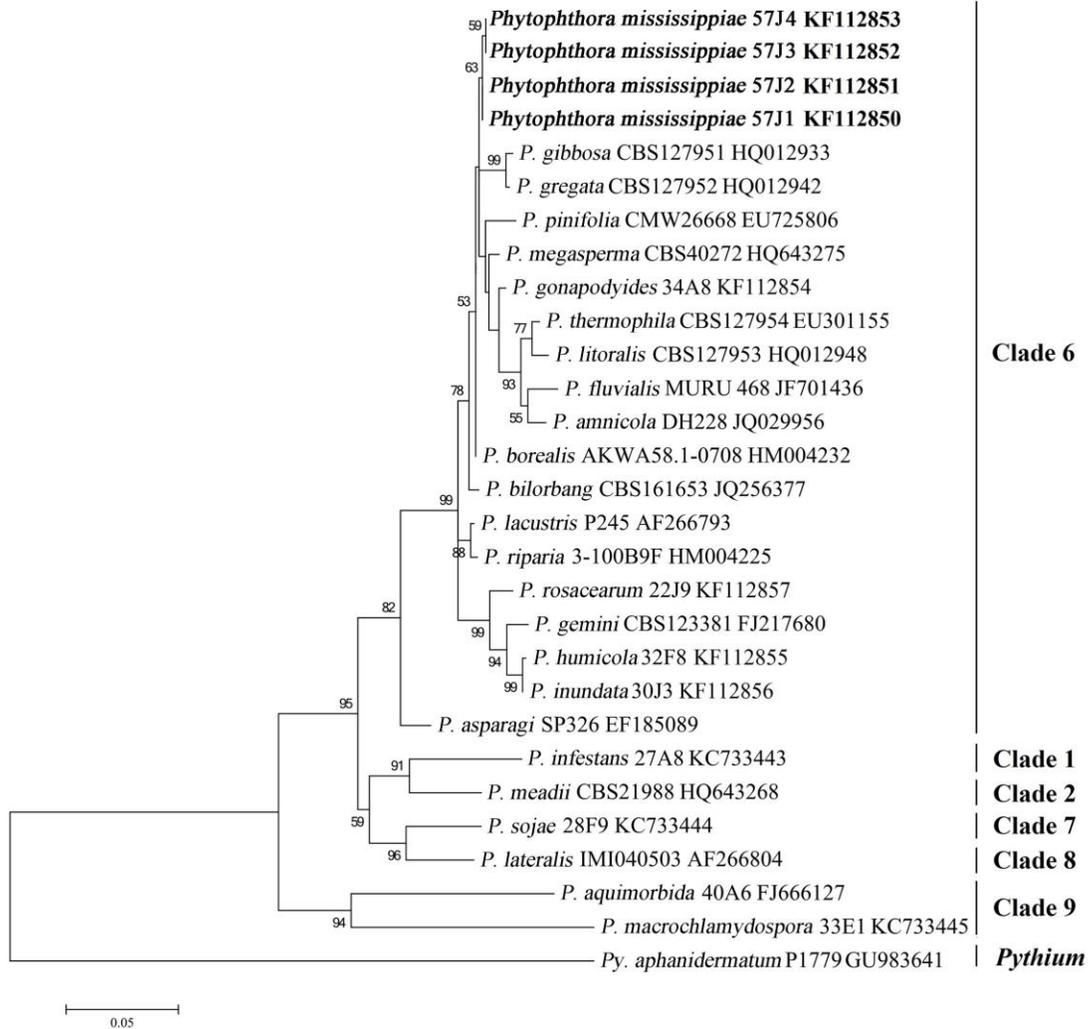 59
Phytophthora mississippiae 57J4 KF112853
Phytophthora mississippiae 57J3 KF112852
63
Phytophthora mississippiae 57J2 KF112851
Phytophthora mississippiae 57J1 KF112850
99
P. gibbosa CBS127951 HQ012933
P. gregata CBS127952 HQ012942
P. pinifolia CMW26668 EU725806
P. megasperma CBS40272 HQ643275
P. gonapodyides 34A8 KF112854
53
77
P. thermophila CBS127954 EU301155
P. litoralis CBS127953 HQ012948
Clade 6
93
P. fluvialis MURU 468 JF701436
78
55
P. amnicola DH228 JQ029956
P. borealis AKWA58.1-0708 HM004232
P. bilorbang CBS161653 JQ256377
99
P. lacustris P245 AF266793
88
P. riparia 3-100B9F HM004225
P. rosacearum 22J9 KF112857
82
99
P. gemini CBS123381 FJ217680
94
P. humicola 32F8 KF112855
99
P. inundata 30J3 KF112856
95
P. asparagi SP326 EF185089
91
P. infestans 27A8 KC733443
Clade 1
P. meadii CBS21988 HQ643268
Clade 2
59
P. sojae 28F9 KC733444
Clade 7
96
P. lateralis IMI040503 AF266804
Clade 8
P. aquimorbida 40A6 FJ666127
Clade 9
94
P. macrochlamydospora 33E1 KC733445
Py. aphanidermatum P1779 GU983641
Pythium
0.05